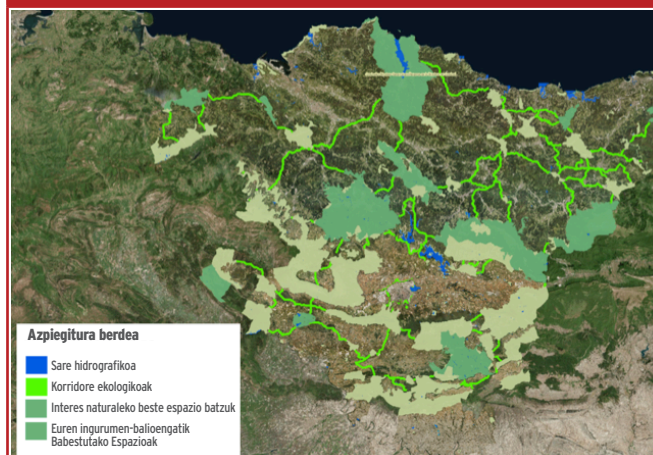 Azpiegitura berdea
Sare hidrografikoa
Korridore ekologikoak
Interes naturaleko beste espazio batzuk
Euren ingurumen-balioengatik
Babestutako Espazioak